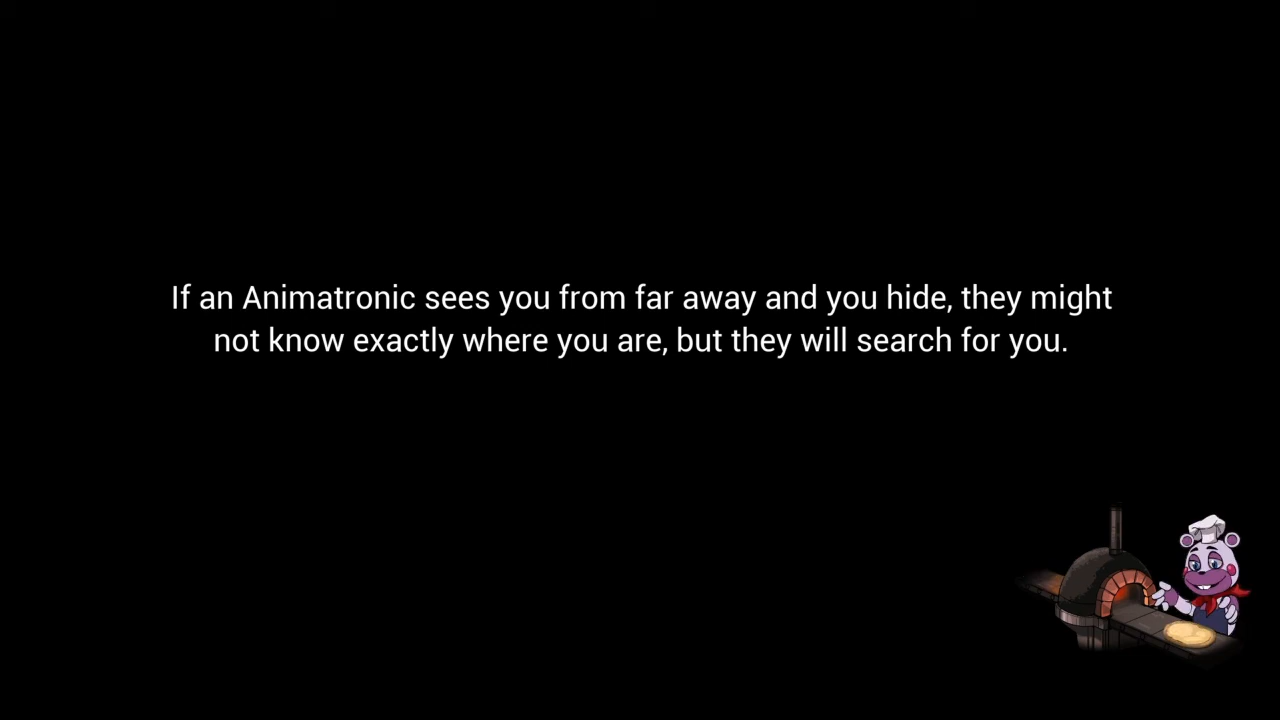 If an Animatronic sees you from far away and you hide, they might
not know exactly where you are, but they will search for you.